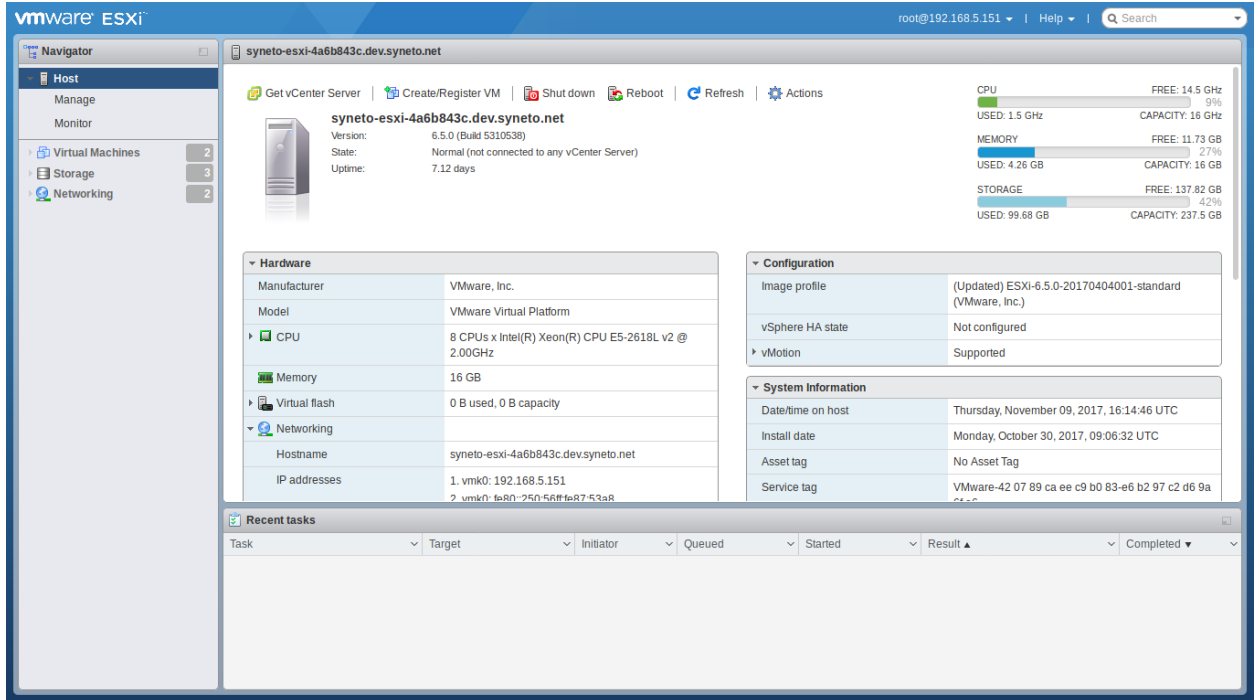 vmware ESXi
root@192.168.5.151 | Help | Search
Navigator
Host
Manage
Monitor
Virtual Machines 2
Storage 3
Networking 2
syneto-esxi-4a6b843c.dev.syneto.net
Get vCenter Server | Create/Register VM | Shut down Reboot | Refresh | Actions
syneto-esxi-4a6b843c.dev.syneto.net
Version: 6.5.0 (Build 5310538)
State: Normal (not connected to any vCenter Server)
Uptime: 7.12 days
CPU FREE: 14.5 GHz
9%
USED: 1.5 GHz CAPACITY: 16 GHz
MEMORY FREE: 11.73 GB
27%
USED: 4.26 GB CAPACITY: 16 GB
STORAGE FREE: 137.82 GB
42%
USED: 99.68 GB CAPACITY: 237.5 GB
Hardware
Manufacturer VMware, Inc.
Model VMware Virtual Platform
CPU 8 CPUs x Intel(R) Xeon(R) CPU E5-2618L v2 @
2.00GHz
Memory 16 GB
Virtual flash 0 B used, 0 B capacity
Networking
Hostname syneto-esxi-4a6b843c.dev.syneto.net
IP addresses 1. vmk0: 192.168.5.151
2. vmk0: fe80::250:56ff:fe87:53a8
Configuration
Image profile (Updated) ESXi-6.5.0-20170404001-standard
(VMware, Inc.)
vSphere HA state Not configured
vMotion Supported
System Information
Date/time on host Thursday, November 09, 2017, 16:14:46 UTC
Install date Monday, October 30, 2017, 09:06:32 UTC
Asset tag No Asset Tag
Service tag VMware-42 07 89 ca ee c9 b0 83-e6 b2 97 c2 d6 9a
Recent tasks
Task Target Initiator Queued Started Result ▲ Completed ▼